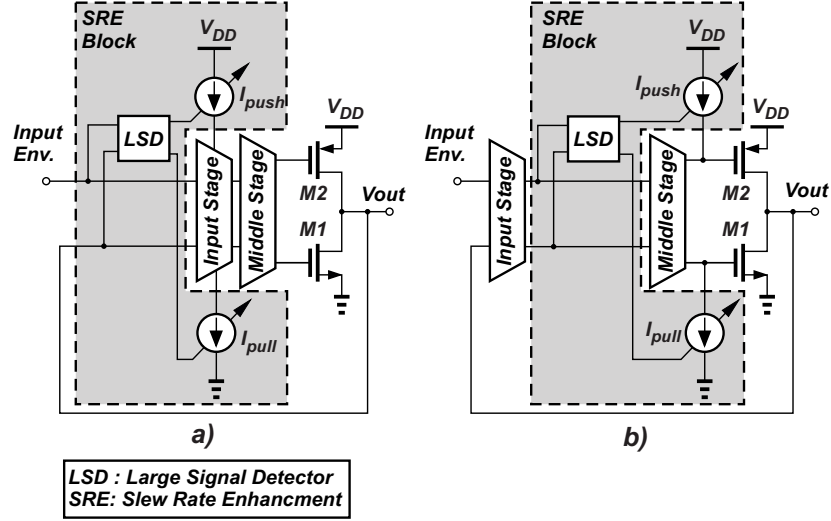 SRE
Block
VDD
Ipush
VDD
LSD
Input
Env.
Input Stage
Middle Stage
M2
Vout
M1
Ipull
a)
SRE
Block
VDD
Ipush
VDD
LSD
Input
Env.
Input Stage
Middle Stage
M2
Vout
M1
Ipull
b)
LSD : Large Signal Detector
SRE: Slew Rate Enhancment